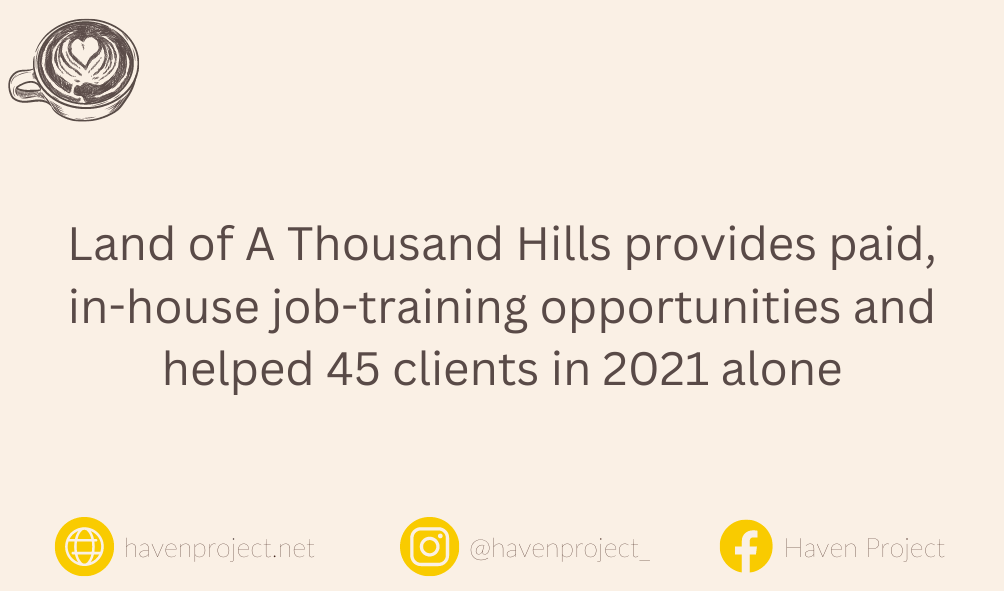 Land of A Thousand Hills provides paid,
in-house job-training opportunities and
helped 45 clients in 2021 alone
havenproject.net
@havenproject_
Haven Project